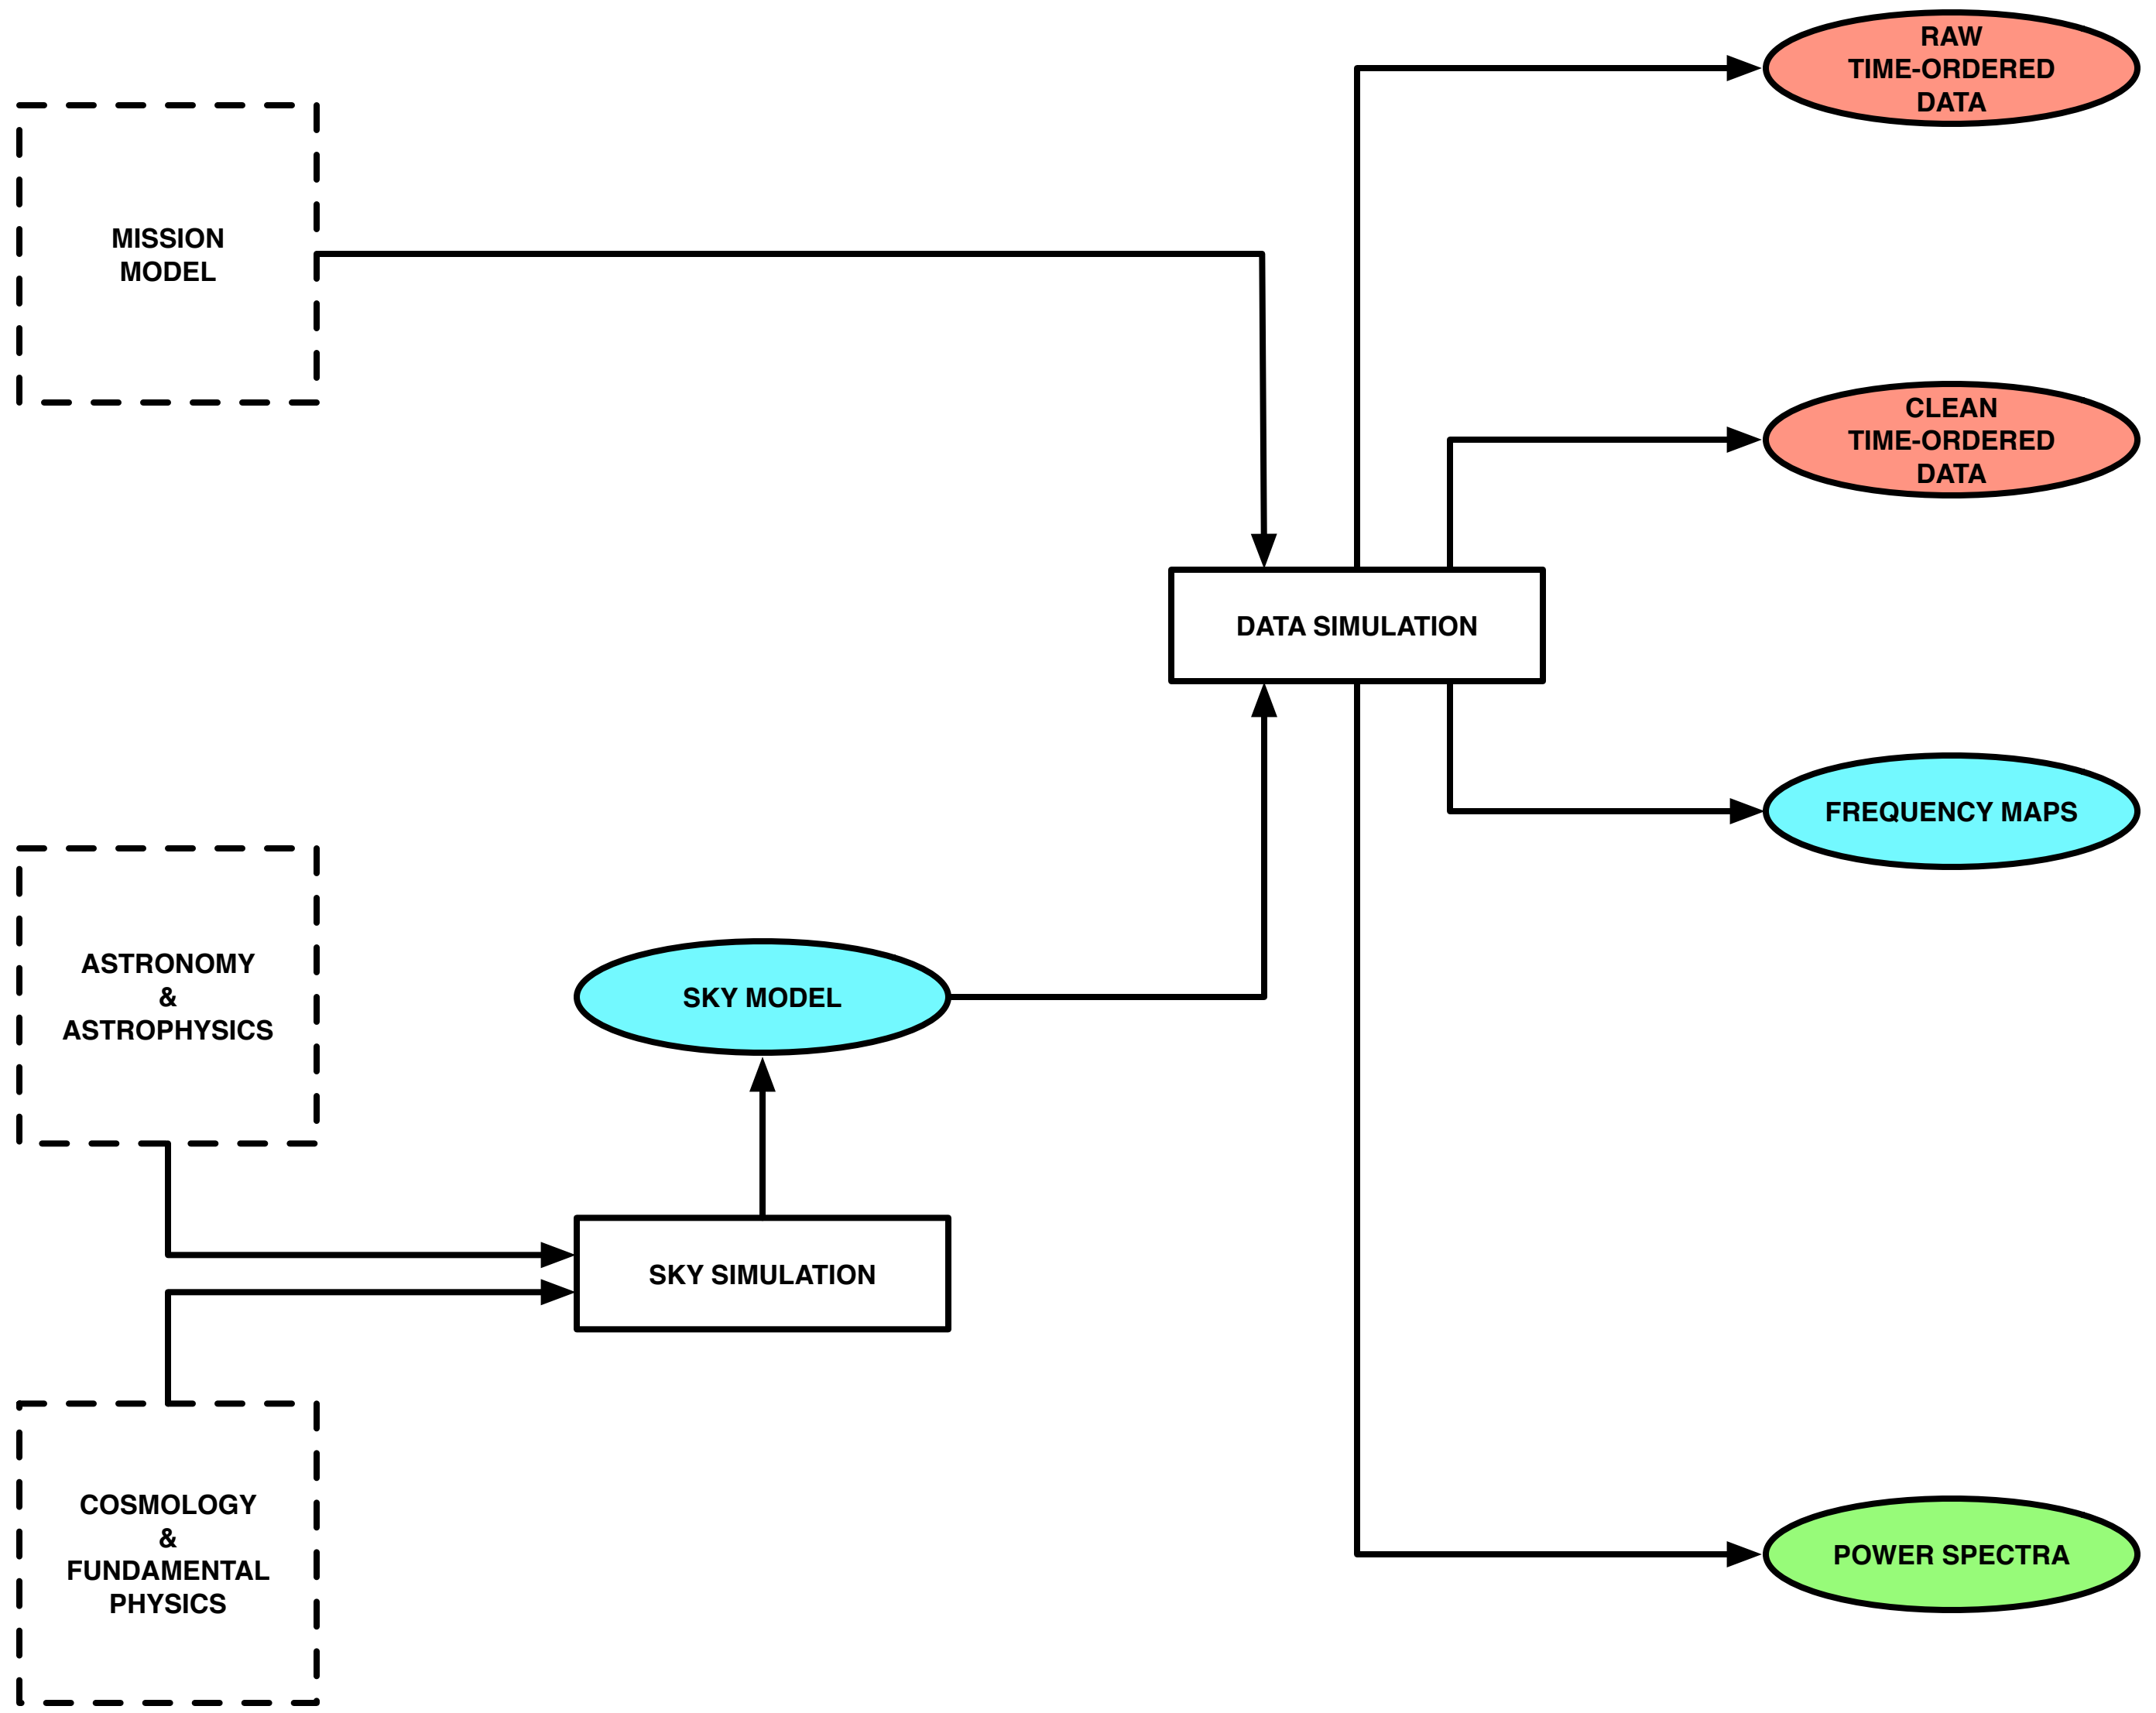 RAW
TIME-ORDERED
DATA
MISSION
MODEL
CLEAN
TIME-ORDERED
DATA
DATA SIMULATION
FREQUENCY MAPS
ASTRONOMY
&
ASTROPHYSICS
SKY MODEL
SKY SIMULATION
COSMOLOGY
&
FUNDAMENTAL
PHYSICS
POWER SPECTRA